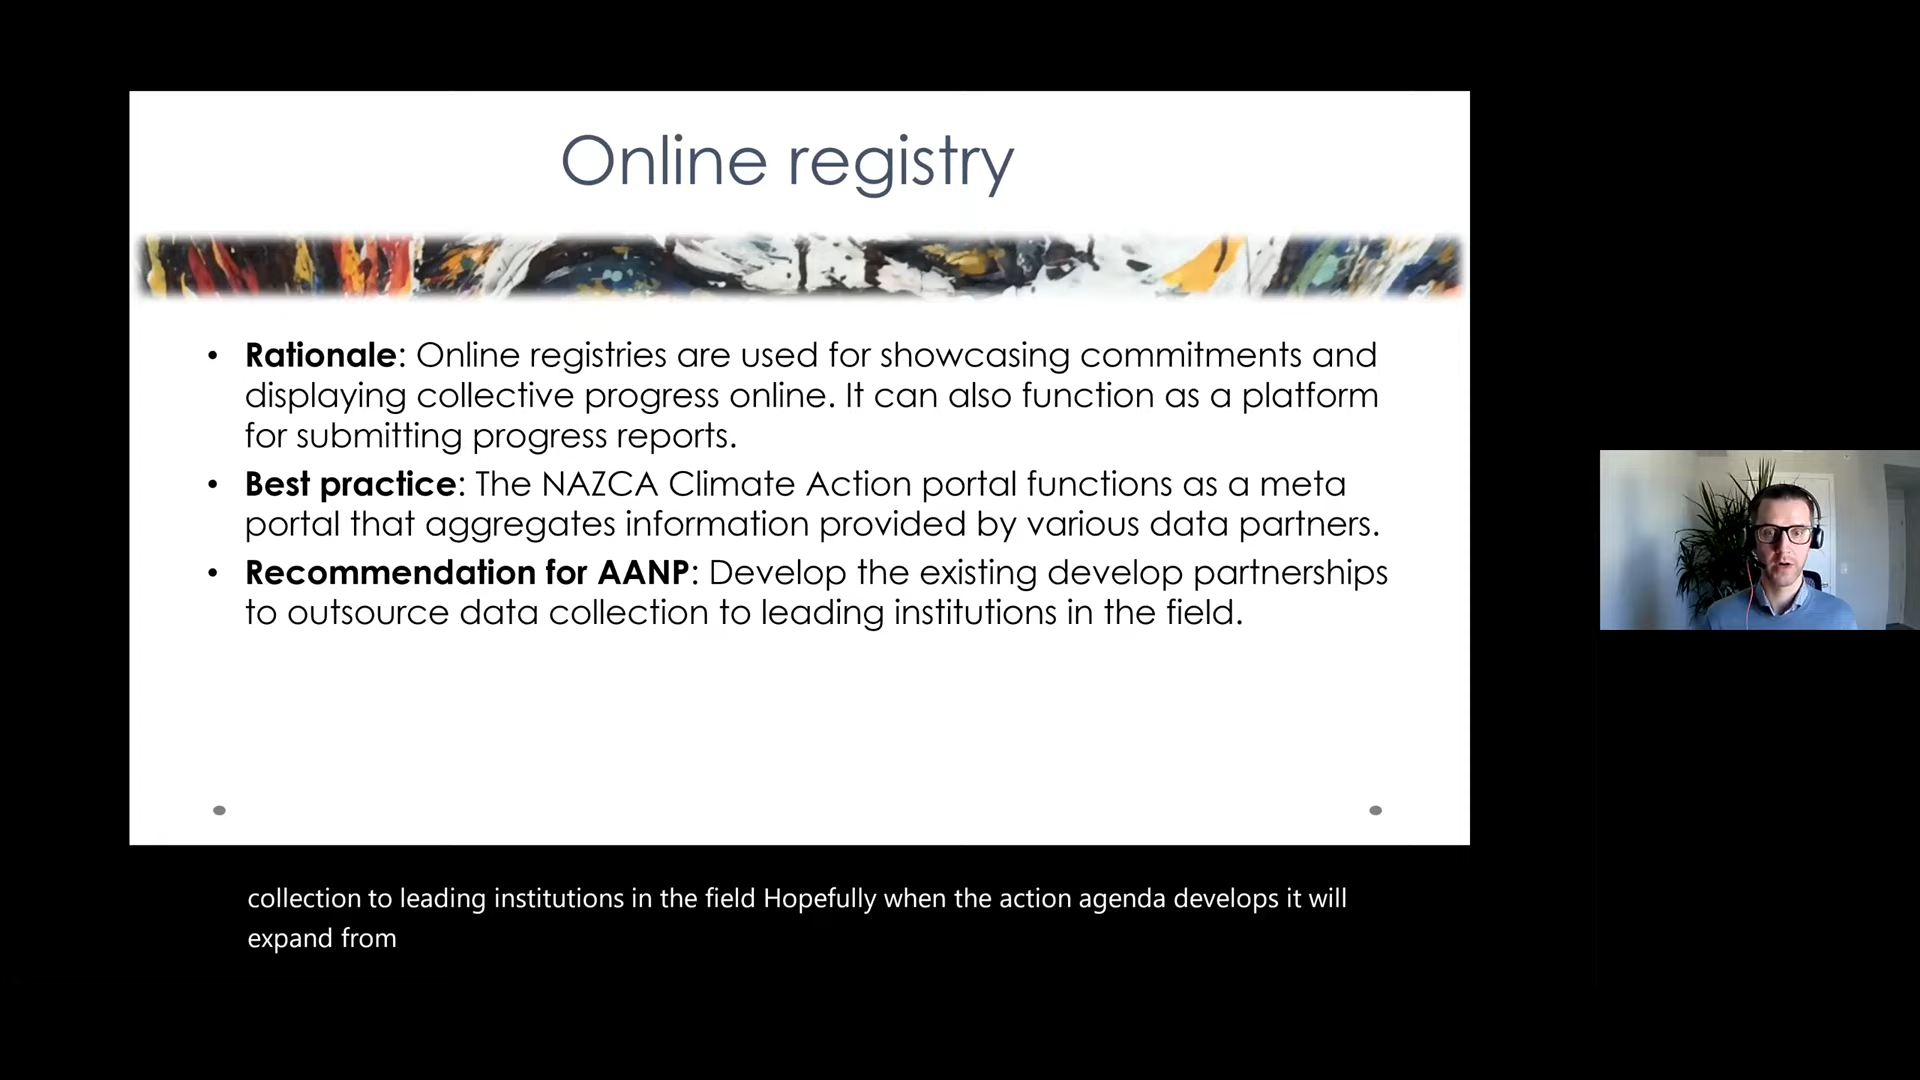 Online registry
• Rationale: Online registries are used for showcasing commitments and
displaying collective progress online. It can also function as a platform
for submitting progress reports.
• Best practice: The NAZCA Climate Action portal functions as a meta
portal that aggregates information provided by various data partners.
• Recommendation for AANP: Develop the existing develop partnerships
to outsource data collection to leading institutions in the field.
collection to leading institutions in the field Hopefully when the action agenda develops it will
expand from